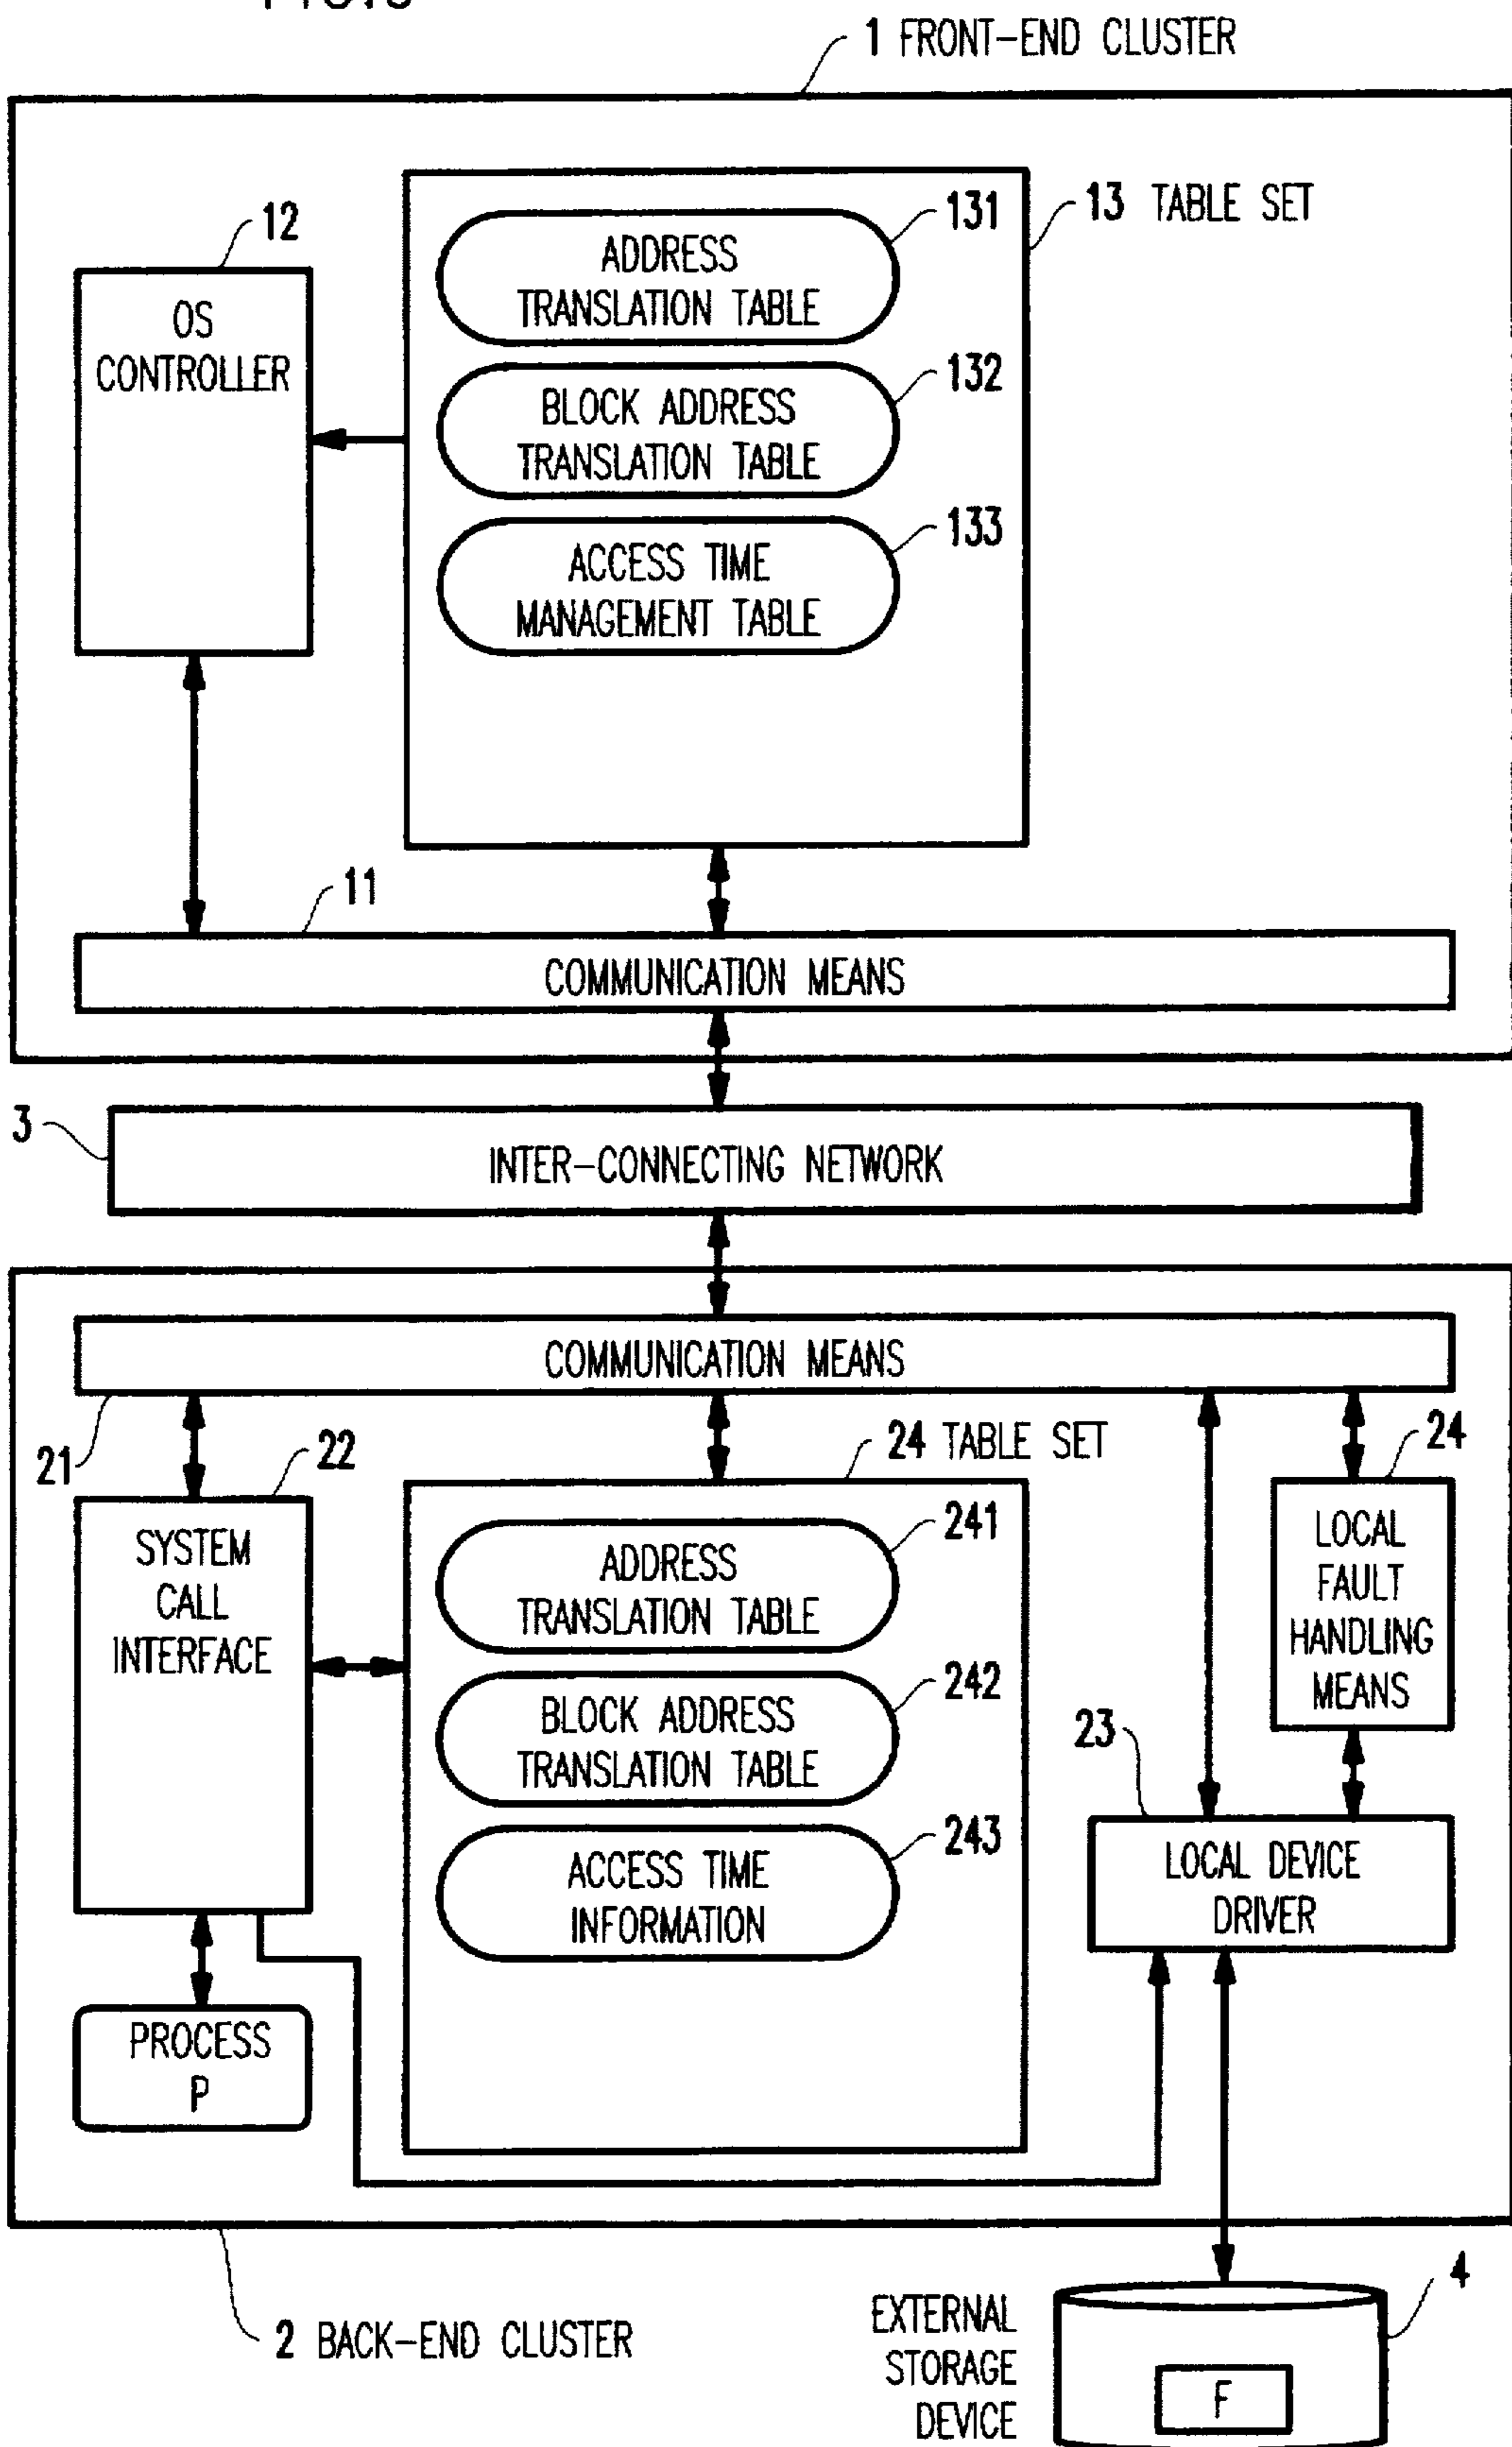 1 FRONT-END CLUSTER
13 TABLE SET
12
OS
CONTROLLER
131
ADDRESS
TRANSLATION TABLE
132
BLOCK ADDRESS
TRANSLATION TABLE
133
ACCESS TIME
MANAGEMENT TABLE
11
COMMUNICATION MEANS
3
INTER-CONNECTING NETWORK
COMMUNICATION MEANS
21
22
SYSTEM
CALL
INTERFACE
24 TABLE SET
24
241
ADDRESS
TRANSLATION TABLE
242
BLOCK ADDRESS
TRANSLATION TABLE
243
ACCESS TIME
INFORMATION
LOCAL
FAULT
HANDLING
MEANS
23
LOCAL DEVICE
DRIVER
PROCESS
P
2 BACK-END CLUSTER
EXTERNAL
STORAGE
DEVICE
4
F